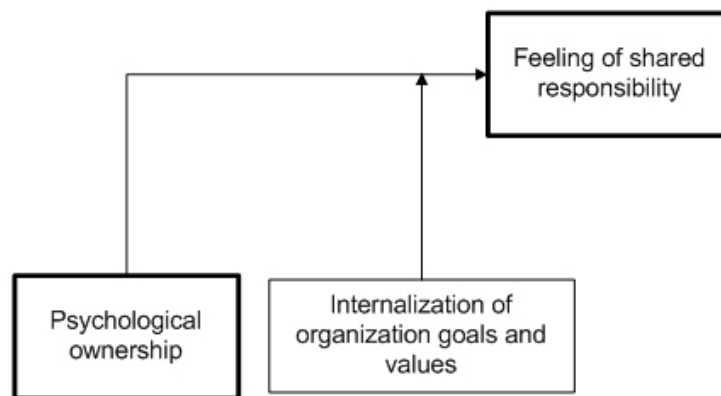 Feeling of shared
responsibility
Psychological
ownership
Internalization of
organization goals and
values